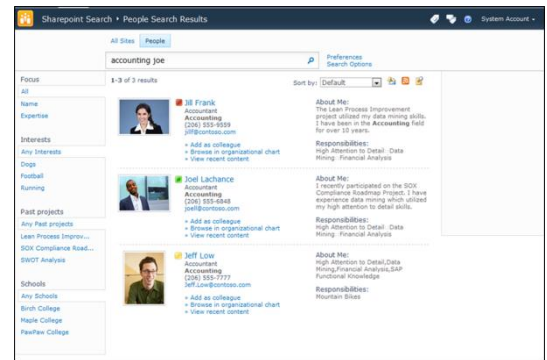 Sharepoint Search › People Search Results
System Account
All Sites People
accounting joe
Preferences
Search Options
1-3 of 3 results
Sort by: Default
Focus
All
Name
Expertise
Interests
Any Interests
Dogs
Football
Running
Past projects
Any Past projects
Lean Process Improv...
SOX Compliance Road...
SWOT Analysis
Schools
Any Schools
Birch College
Maple College
PawPaw College
Jill Frank
Accountant
Accounting
(206) 555-9559
jillf@contoso.com
» Add as colleague
» Browse in organizational chart
» View recent content
About Me:
The Lean Process Improvement
project utilized my data mining skills.
I have been in the Accounting field
for over 10 years.
Responsibilities:
High Attention to Detail · Data
Mining · Financial Analysis
Joel Lachance
Accountant
Accounting
(206) 555-6848
joell@contoso.com
» Add as colleague
» Browse in organizational chart
» View recent content
About Me:
I recently participated on the SOX
Compliance Roadmap Project. I have
experience data mining which utilized
my high attention to detail skills.
Responsibilities:
High Attention to Detail · Data
Mining · Financial Analysis
Jeff Low
Accountant
Accounting
(206) 555-7777
Jeff.Low@contoso.com
» Add as colleague
» Browse in organizational chart
» View recent content
About Me:
High Attention to Detail,Data
Mining,Financial Analysis,SAP
Functional Knowledge
Responsibilities:
Mountain Bikes